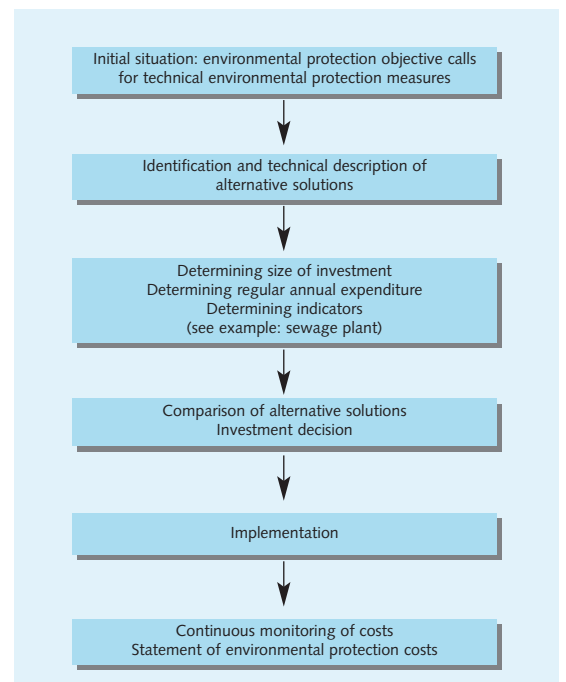 Initial situation: environmental protection objective calls
for technical environmental protection measures
Identification and technical description of
alternative solutions
Determining size of investment
Determining regular annual expenditure
Determining indicators
(see example: sewage plant)
Comparison of alternative solutions
Investment decision
Implementation
Continuous monitoring of costs
Statement of environmental protection costs